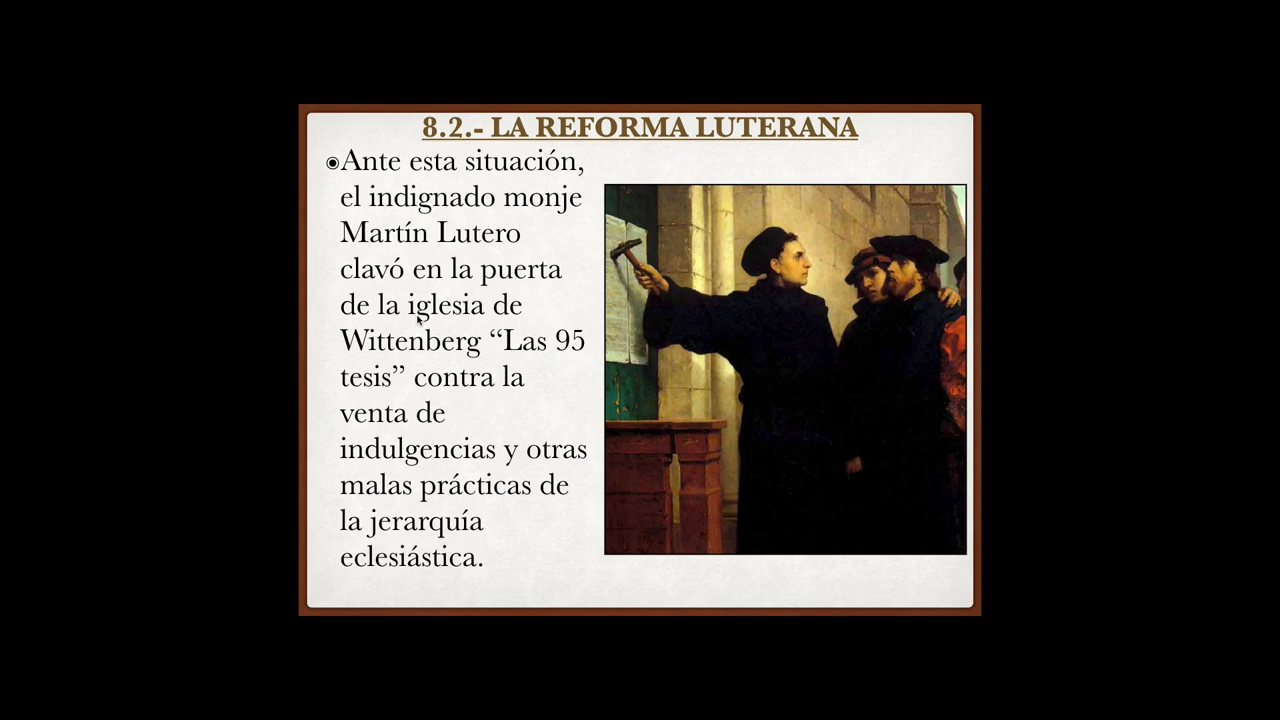 8.2.- LA REFORMA LUTERANA
◉Ante esta situación,
el indignado monje
Martín Lutero
clavó en la puerta
de la iglesia de
Wittenberg “Las 95
tesis” contra la
venta de
indulgencias y otras
malas prácticas de
la jerarquía
eclesiástica.